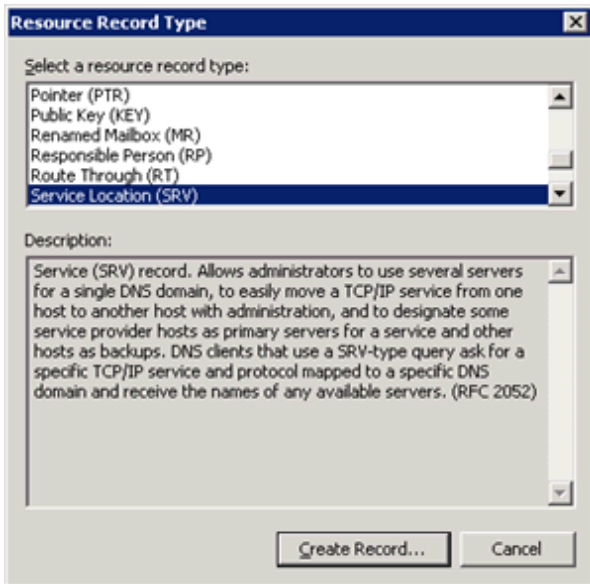 Resource Record Type
Select a resource record type:
Pointer (PTR)
Public Key (KEY)
Renamed Mailbox (MR)
Responsible Person (RP)
Route Through (RT)
Service Location (SRV)
Description:
Service (SRV) record. Allows administrators to use several servers
for a single DNS domain, to easily move a TCP/IP service from one
host to another host with administration, and to designate some
service provider hosts as primary servers for a service and other
hosts as backups. DNS clients that use a SRV-type query ask for a
specific TCP/IP service and protocol mapped to a specific DNS
domain and receive the names of any available servers. (RFC 2052)
Create Record... Cancel